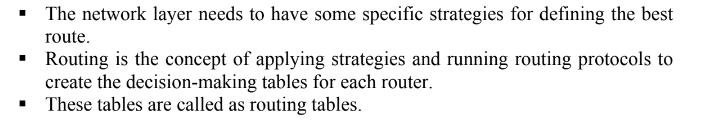 ▪ The network layer needs to have some specific strategies for defining the best
route.
▪ Routing is the concept of applying strategies and running routing protocols to
create the decision-making tables for each router.
▪ These tables are called as routing tables.